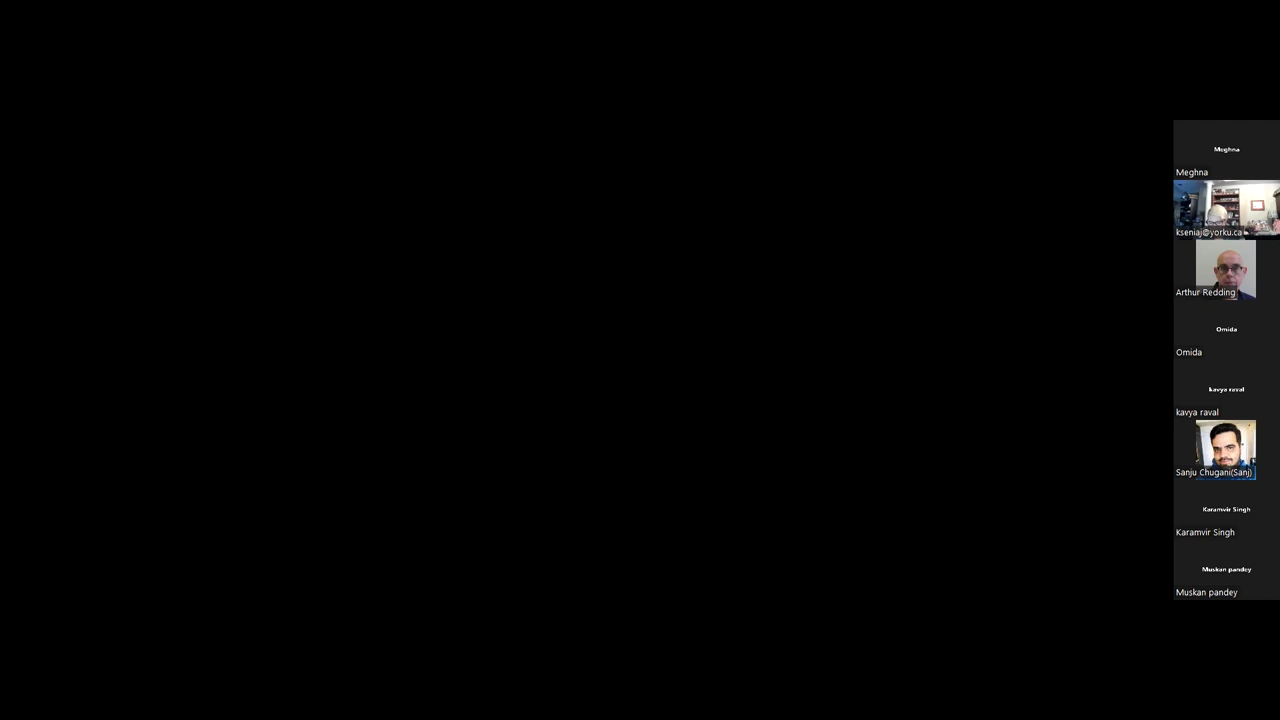 Meghna
Meghna
kseniaj@yorku.ca
Arthur Redding
Omida
Omida
kavya raval
kavya raval
Sanju Chugani(Sanj)
Karamvir Singh
Karamvir Singh
Muskan pandey
Muskan pandey